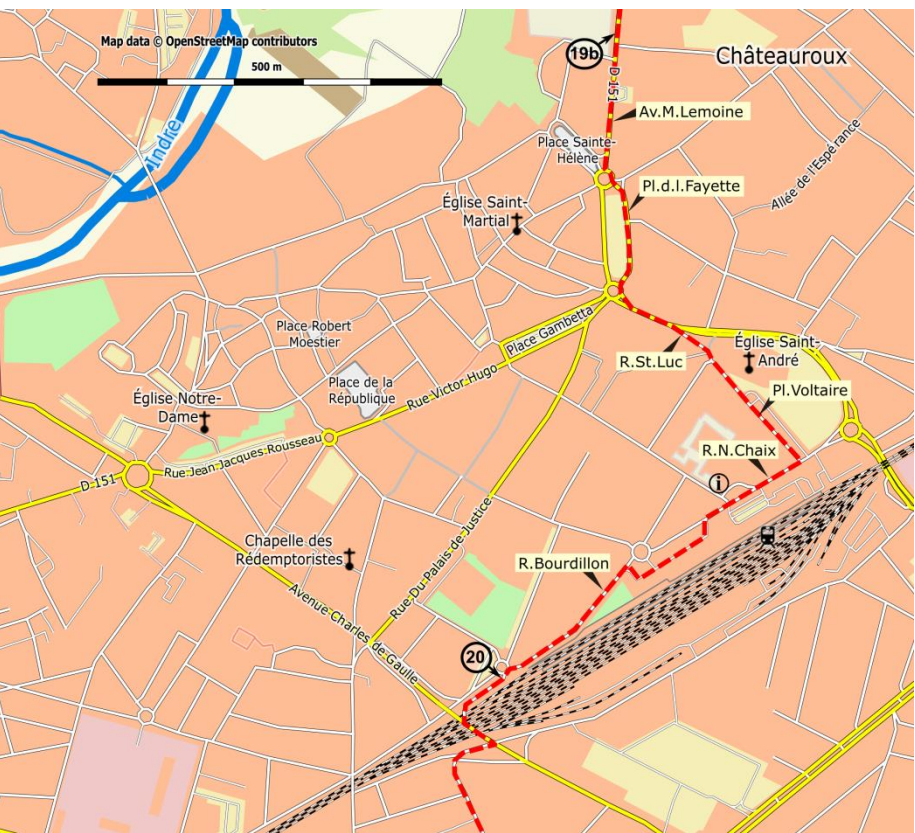 Map data © OpenStreetMap contributors
500 m
19b
Châteauroux
D 151
Av.M.Lemoine
Place Sainte-
Hélène
Indre
Allée de l'Espérance
Pl.d.l.Fayette
Église Saint-
Martial
Place Gambetta
Place Robert
Moestier
R.St.Luc
Église Saint-
André
Place de la
République
Rue Victor Hugo
Pl.Voltaire
Église Notre-
Dame
Rue Jean Jacques Rousseau
D 151
R.N.Chaix
i
Rue Du Palais de Justice
Chapelle des
Rédemptoristes
R.Bourdillon
Avenue Charles de Gaulle
20